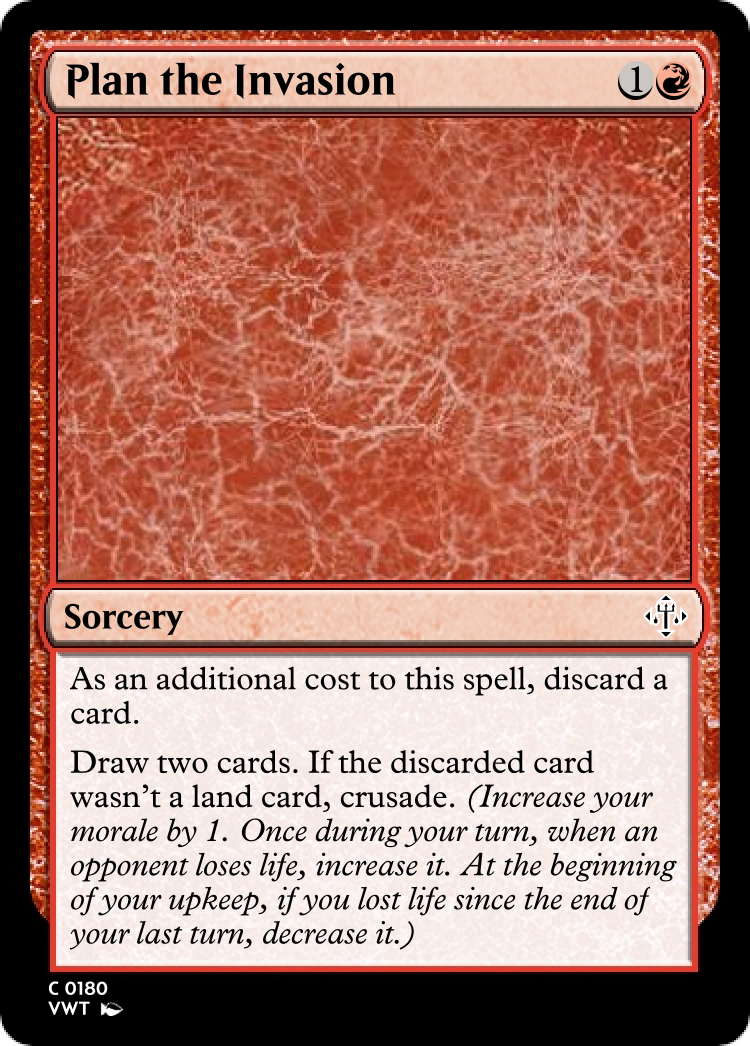 Plan the Invasion 1
Sorcery
As an additional cost to this spell, discard a
card.
Draw two cards. If the discarded card
wasn't a land card, crusade. (Increase your
morale by 1. Once during your turn, when an
opponent loses life, increase it. At the beginning
of your upkeep, if you lost life since the end of
your last turn, decrease it.)
C 0180
VWT